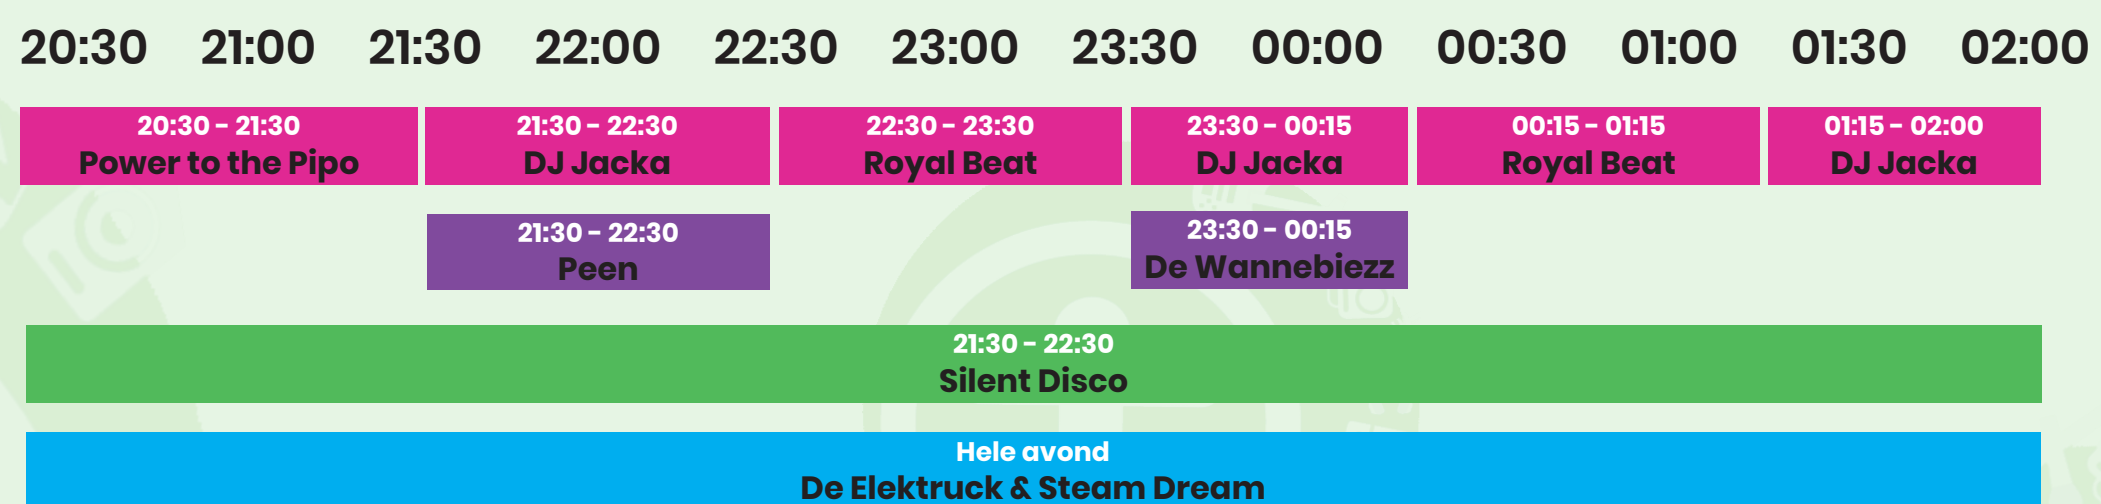 20:30 21:00 21:30 22:00 22:30 23:00 23:30 00:00 00:30 01:00 01:30 02:00
20:30 - 21:30
Power to the Pipo
21:30 - 22:30
DJ Jacka
22:30 - 23:30
Royal Beat
23:30 - 00:15
DJ Jacka
00:15 - 01:15
Royal Beat
01:15 - 02:00
DJ Jacka
21:30 - 22:30
Peen
23:30 - 00:15
De Wannebiezz
21:30 - 22:30
Silent Disco
Hele avond
De Elektruck & Steam Dream